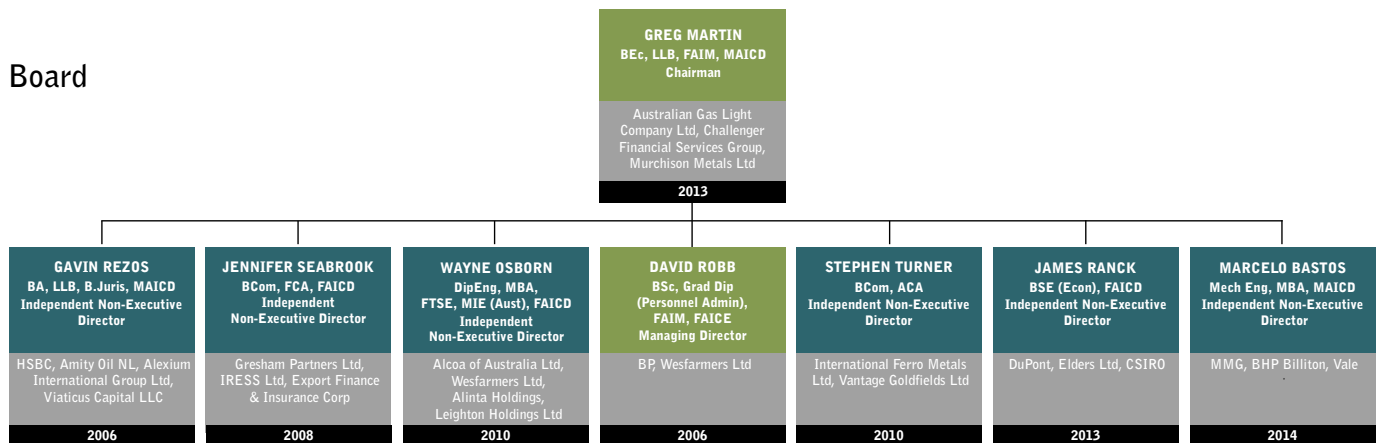 Board
GREG MARTIN
BEc, LLB, FAIM, MAICD
Chairman
Australian Gas Light
Company Ltd, Challenger
Financial Services Group,
Murchison Metals Ltd
2013
GAVIN REZOS
BA, LLB, B.Juris, MAICD
Independent Non-Executive
Director
HSBC, Amity Oil NL, Alexium
International Group Ltd,
Viaticus Capital LLC
2006
JENNIFER SEABROOK
BCom, FCA, FAICD
Independent
Non-Executive Director
Gresham Partners Ltd,
IRESS Ltd, Export Finance
& Insurance Corp
2008
WAYNE OSBORN
DipEng, MBA,
FTSE, MIE (Aust), FAICD
Independent
Non-Executive Director
Alcoa of Australia Ltd,
Wesfarmers Ltd,
Alinta Holdings,
Leighton Holdings Ltd
2010
DAVID ROBB
BSc, Grad Dip
(Personnel Admin),
FAIM, FAICE
Managing Director
BP, Wesfarmers Ltd
2006
STEPHEN TURNER
BCom, ACA
Independent Non-Executive
Director
International Ferro Metals
Ltd, Vantage Goldfields Ltd
2010
JAMES RANCK
BSE (Econ), FAICD
Independent Non-Executive
Director
DuPont, Elders Ltd, CSIRO
2013
MARCELO BASTOS
Mech Eng, MBA, MAICD
Independent Non-Executive
Director
MMG, BHP Billiton, Vale
.
2014